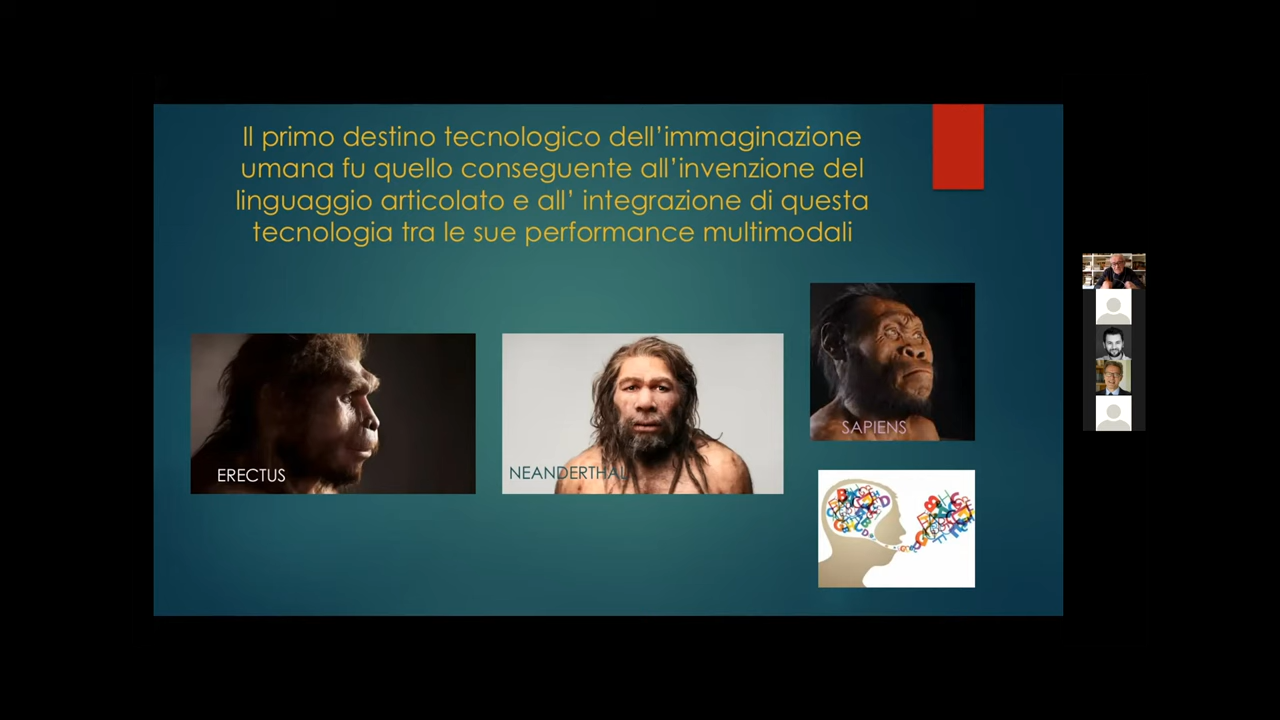 Il primo destino tecnologico dell’immaginazione
umana fu quello conseguente all’invenzione del
linguaggio articolato e all’ integrazione di questa
tecnologia tra le sue performance multimodali
ERECTUS
NEANDERTHAL
SAPIENS